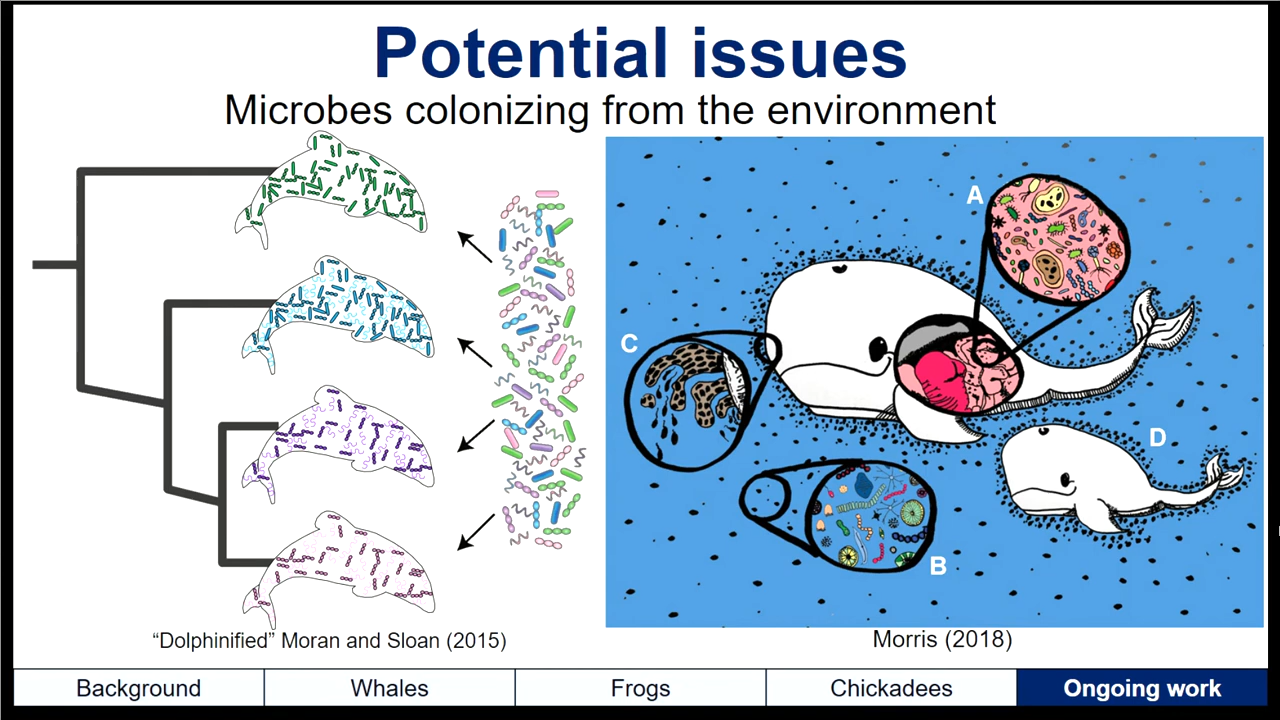 Potential issues
Microbes colonizing from the environment
A
C
D
B
“Dolphinified” Moran and Sloan (2015)
Morris (2018)
Background
Whales
Frogs
Chickadees
Ongoing work